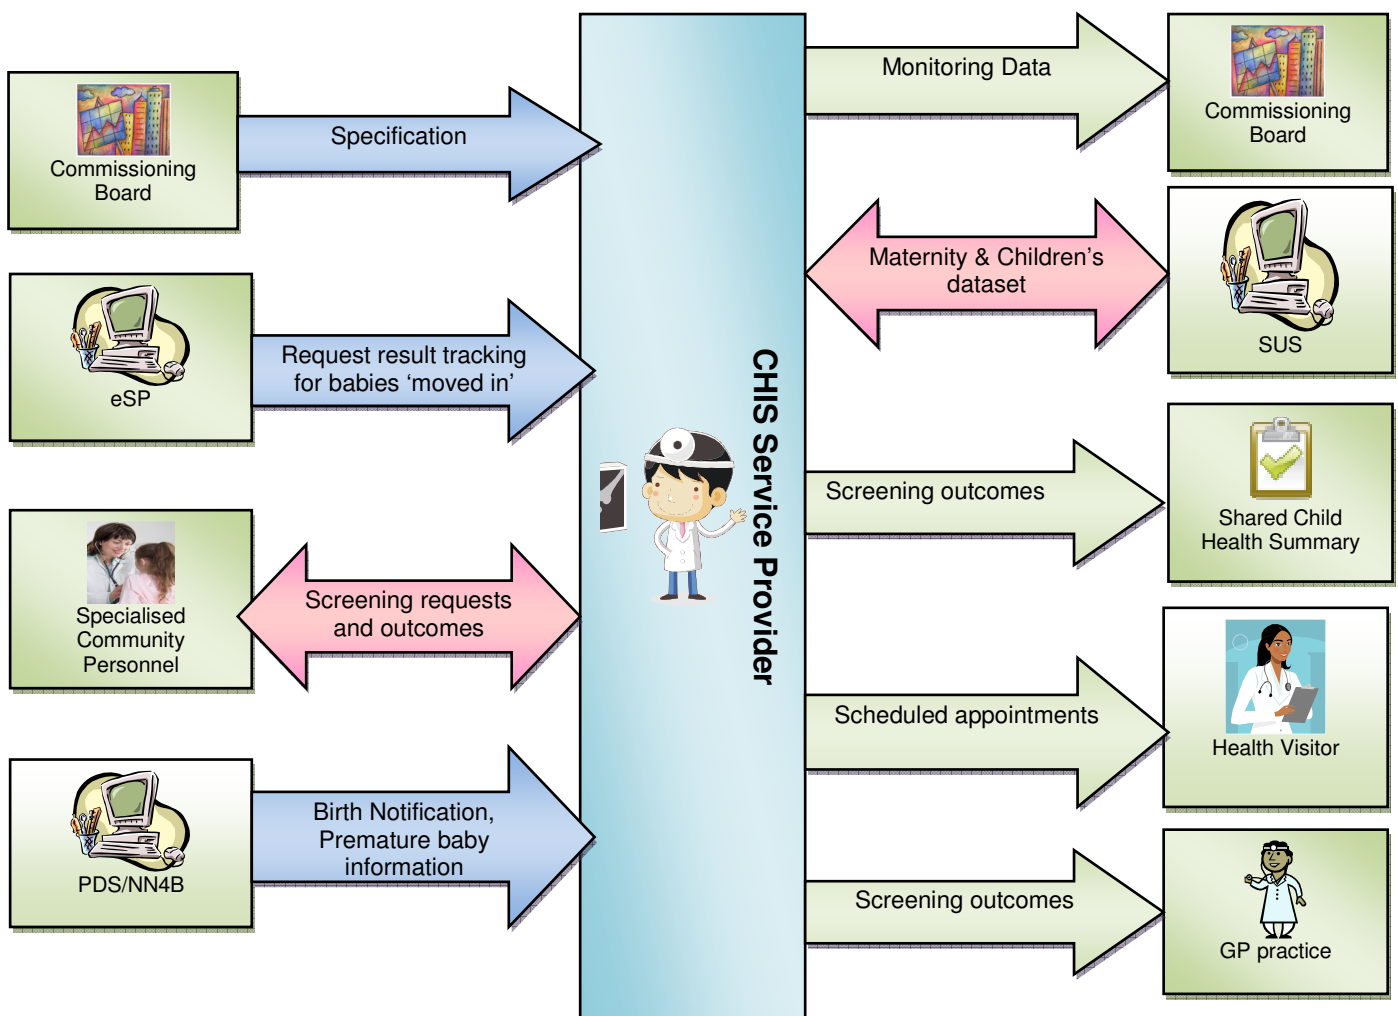 Commissioning
Board
Specification
eSP
Request result tracking
for babies ‘moved in’
Specialised
Community
Personnel
Screening requests
and outcomes
PDS/NN4B
Birth Notification,
Premature baby
information
CHIS Service Provider
Monitoring Data
Commissioning
Board
Maternity & Children’s
dataset
SUS
Screening outcomes
Shared Child
Health Summary
Scheduled appointments
Health Visitor
Screening outcomes
GP practice